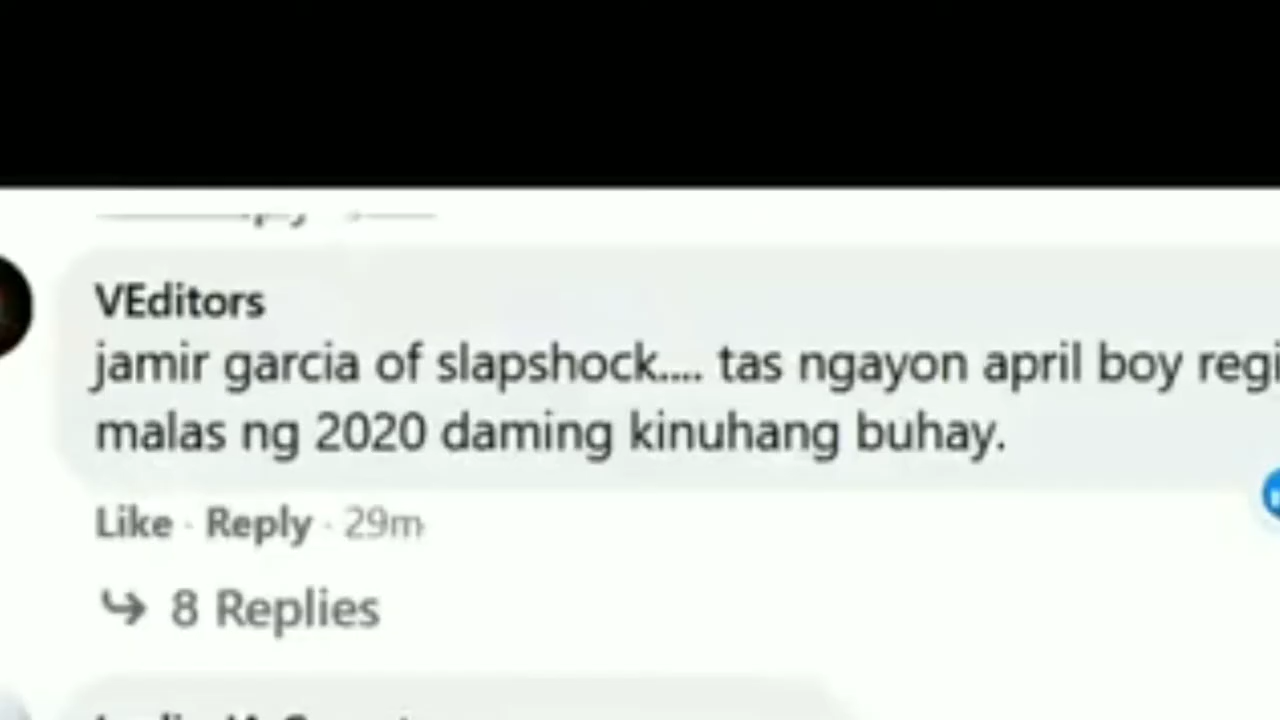 VEditors
jamir garcia of slapshock.... tas ngayon april boy regi
malas ng 2020 daming kinuhang buhay.
Like · Reply · 29m
8 Replies